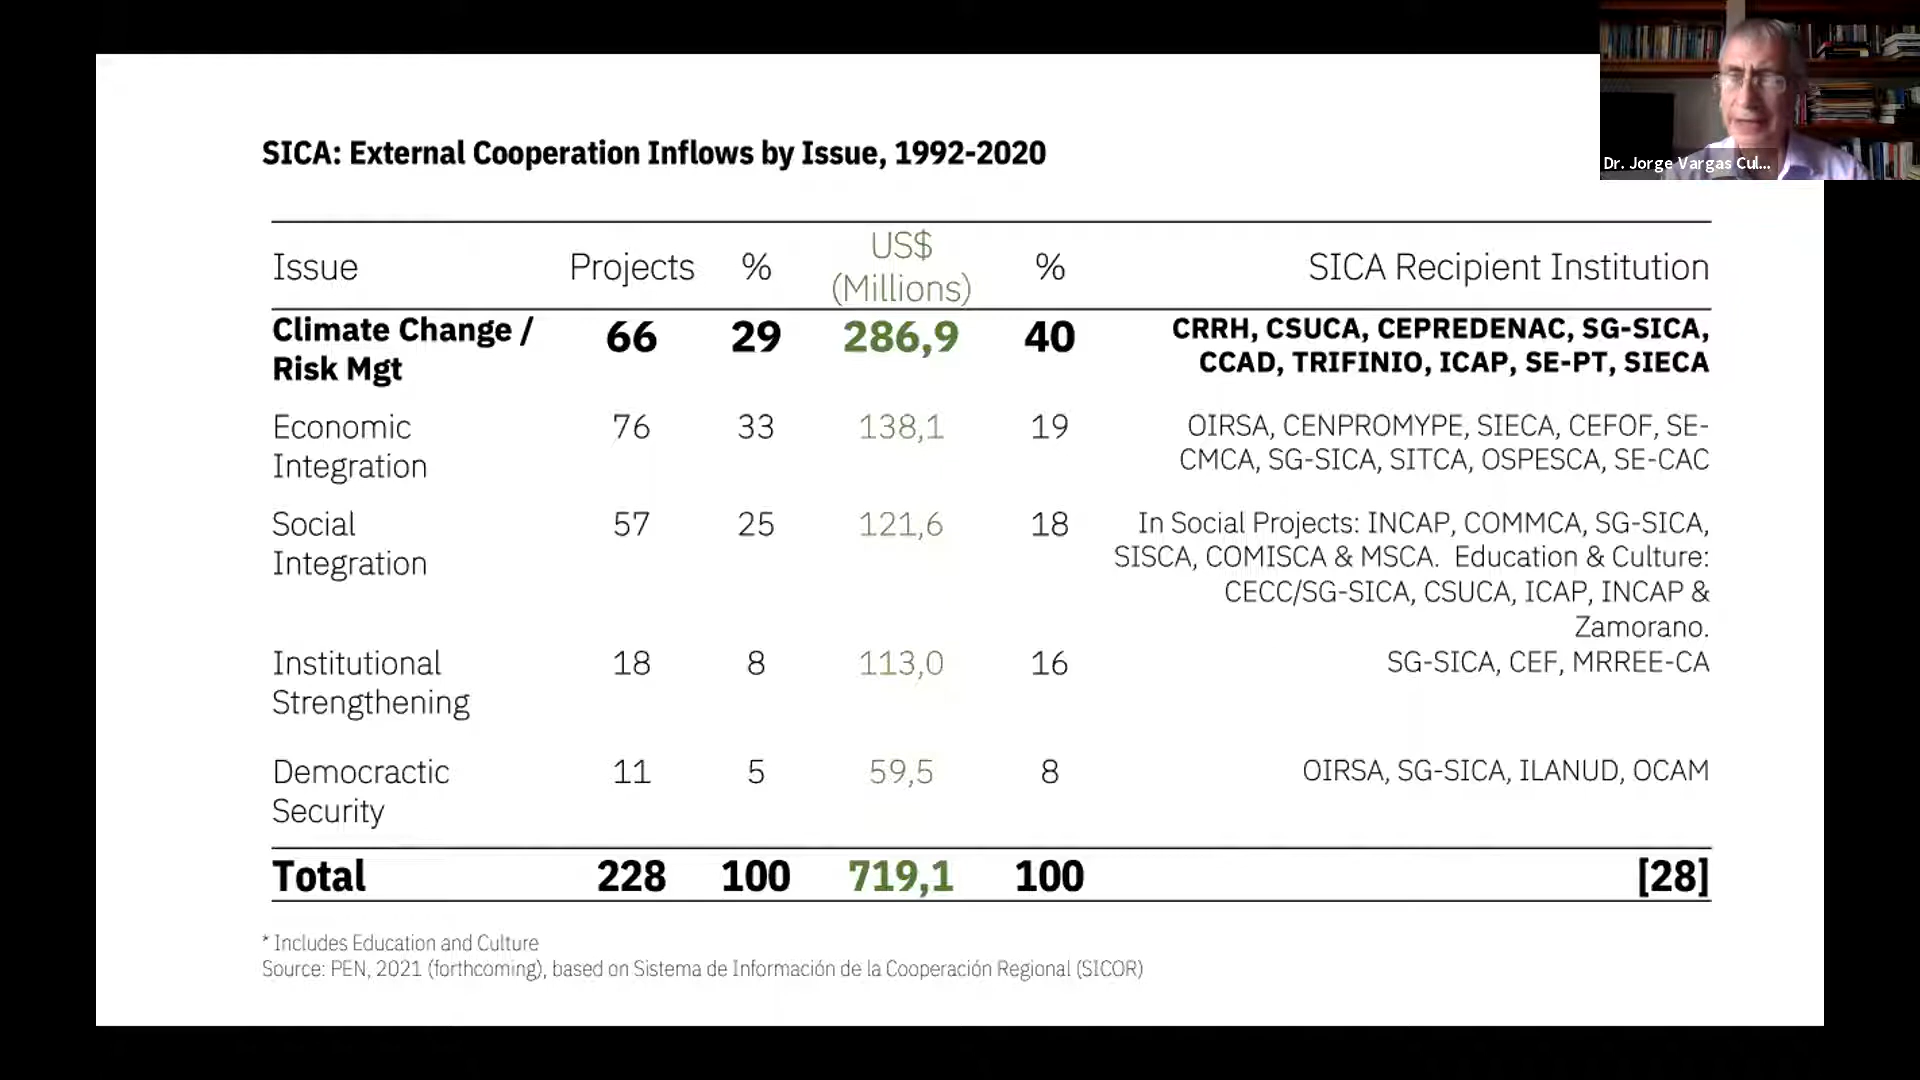 Dr. Jorge Vargas Cul...
SICA: External Cooperation Inflows by Issue, 1992-2020
Issue Projects % US$ (Millions) % SICA Recipient Institution
Climate Change / Risk Mgt 66 29 286,9 40 CRRH, CSUCA, CEPREDENAC, SG-SICA,
CCAD, TRIFINIO, ICAP, SE-PT, SIECA
Economic Integration 76 33 138,1 19 OIRSA, CENPROMYPE, SIECA, CEFOF, SE-
CMCA, SG-SICA, SITCA, OSPESCA, SE-CAC
Social Integration 57 25 121,6 18 In Social Projects: INCAP, COMMCA, SG-SICA,
SISCA, COMISCA & MSCA. Education & Culture:
CECC/SG-SICA, CSUCA, ICAP, INCAP &
Zamorano.
Institutional Strengthening 18 8 113,0 16 SG-SICA, CEF, MRREE-CA
Democractic Security 11 5 59,5 8 OIRSA, SG-SICA, ILANUD, OCAM
Total 228 100 719,1 100 [28]
* Includes Education and Culture
Source: PEN, 2021 (forthcoming), based on Sistema de Información de la Cooperación Regional (SICOR)